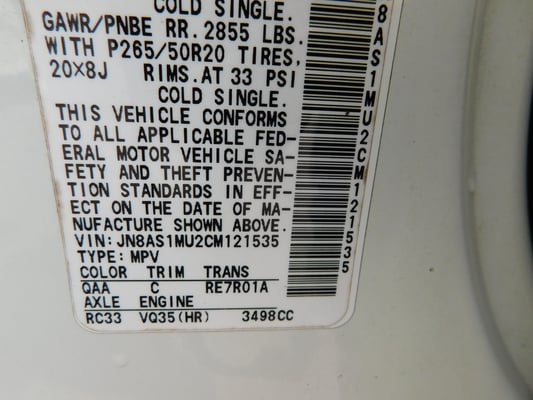 COLD SINGLE.
GAWR/PNBE RR. 2855 LBS.
WITH P265/50R20 TIRES,
20X8J RIMS. AT 33 PSI
COLD SINGLE.
THIS VEHICLE CONFORMS
TO ALL APPLICABLE FED-
ERAL MOTOR VEHICLE SA-
FETY AND THEFT PREVEN-
TION STANDARDS IN EFF-
ECT ON THE DATE OF MA-
NUFACTURE SHOWN ABOVE.
VIN: JN8AS1MU2CM121535
TYPE: MPV
COLOR TRIM TRANS
QAA C RE7R01A
AXLE ENGINE
RC33 VQ35(HR) 3498CC
8AS1MU2CM121535